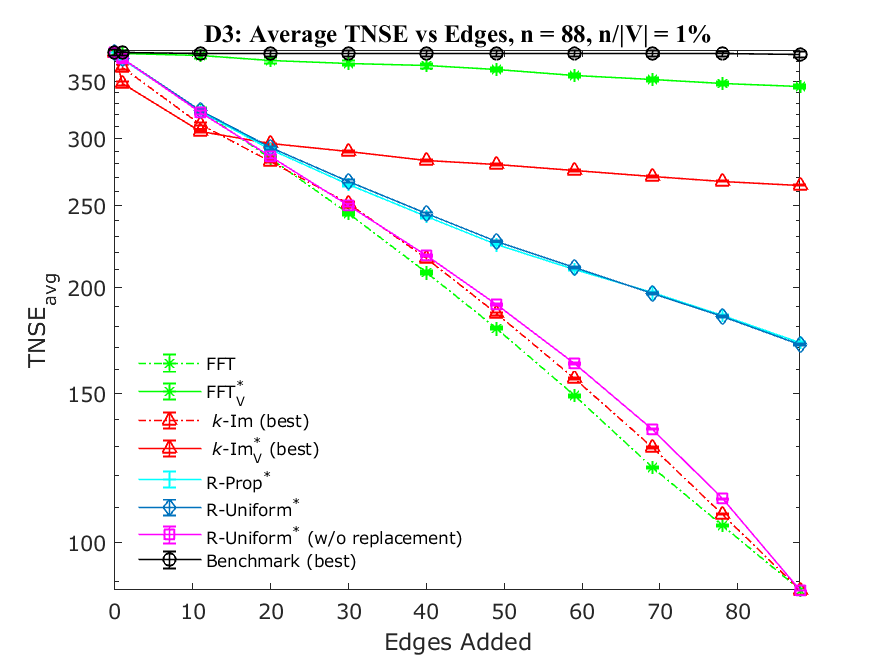 D3: Average TNSE vs Edges, n = 88, n/|V| = 1%
350
300
250
200
150
100
TNSE_avg
FFT
FFT*_V
k-Im (best)
k-Im*_V (best)
R-Prop*
R-Uniform*
R-Uniform* (w/o replacement)
Benchmark (best)
0 10 20 30 40 50 60 70 80
Edges Added